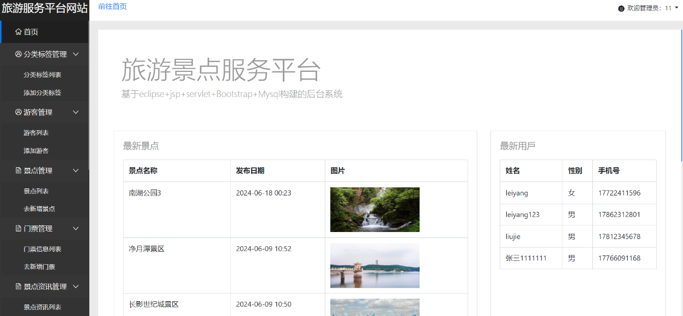 旅游服务平台网站
前往首页
欢迎管理员：11
首页
分类标签管理
分类标签列表
添加分类标签
游客管理
游客列表
添加游客
景点管理
景点列表
去新增景点
门票管理
门票信息列表
去新增门票
景点资讯管理
景点资讯列表
旅游景点服务平台
基于eclipse+jsp+servlet+Bootstrap+Mysql构建的后台系统
最新景点
景点名称 发布日期 图片
南湖公园3 2024-06-18 00:23
净月潭景区 2024-06-09 10:52
长影世纪城景区 2024-06-09 10:50
最新用戶
姓名 性别 手机号
leiyang 女 17722411596
leiyang123 男 17862312801
liujie 男 17812345678
张三1111111 男 17766091168